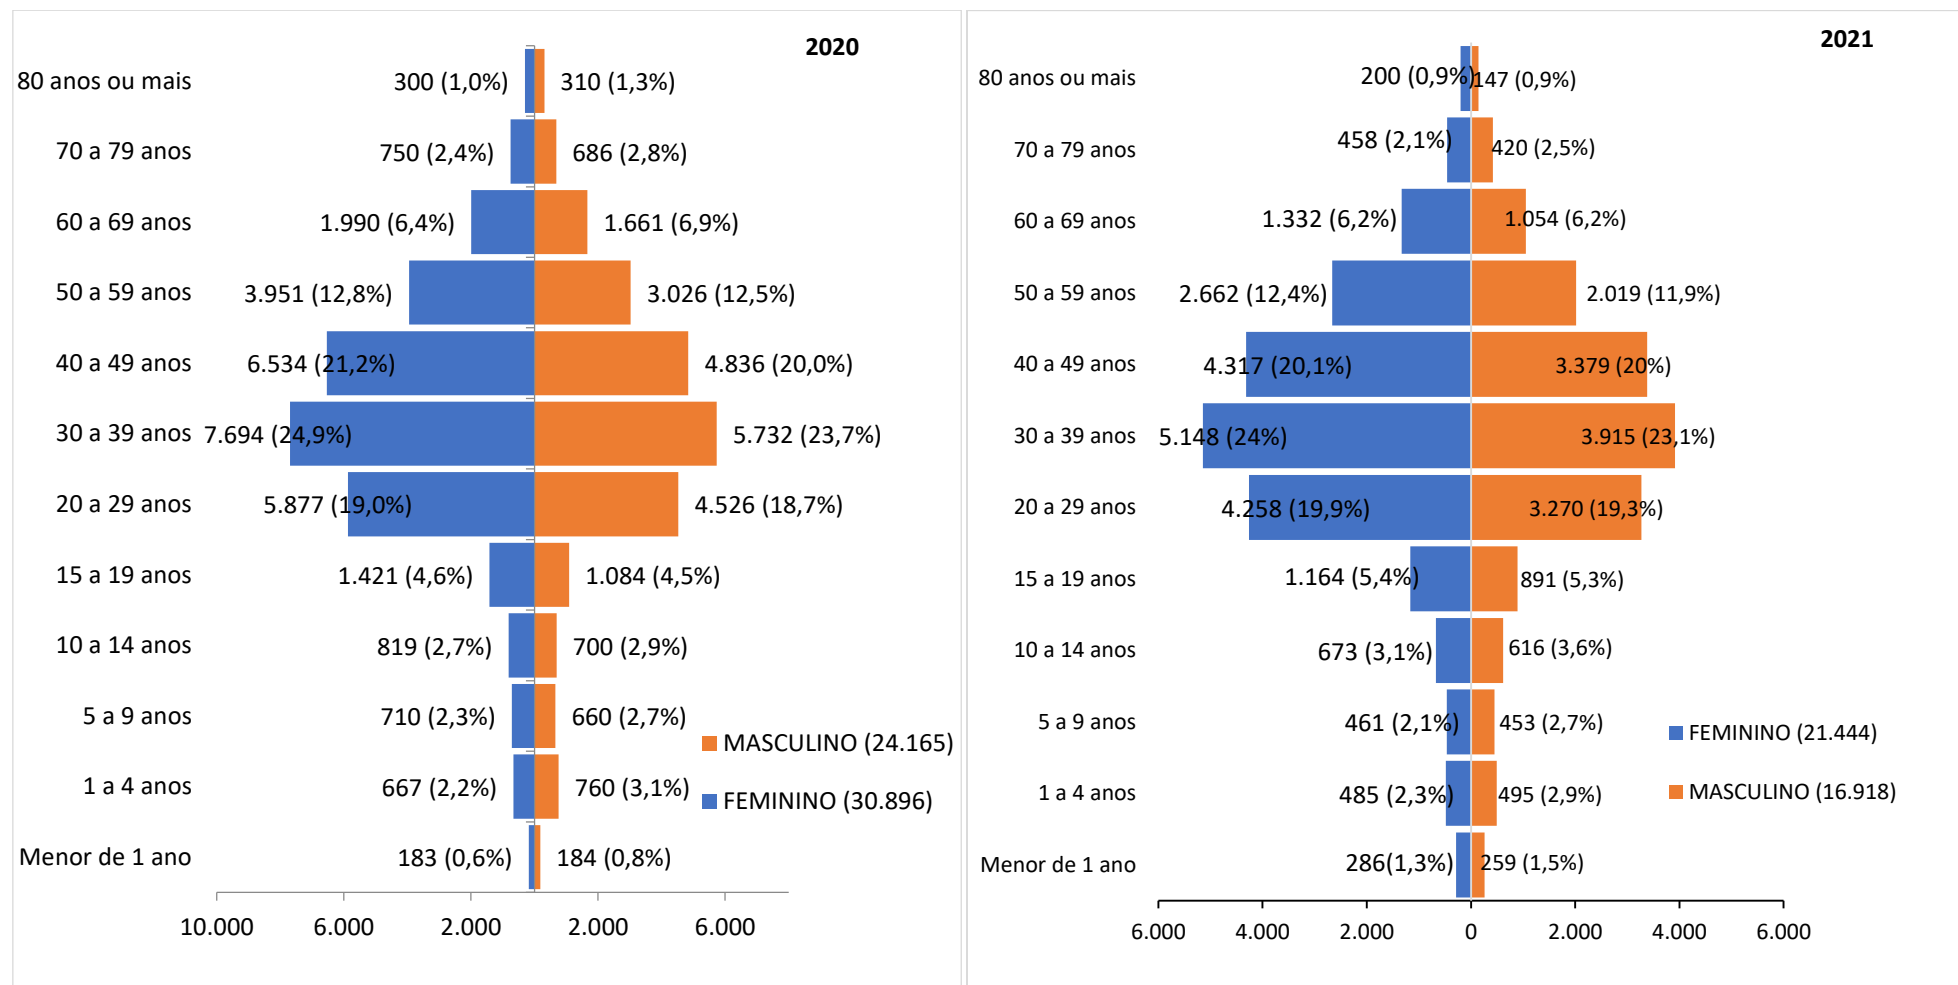 2020
80 anos ou mais 300 (1,0%) 310 (1,3%)
70 a 79 anos 750 (2,4%) 686 (2,8%)
60 a 69 anos 1.990 (6,4%) 1.661 (6,9%)
50 a 59 anos 3.951 (12,8%) 3.026 (12,5%)
40 a 49 anos 6.534 (21,2%) 4.836 (20,0%)
30 a 39 anos 7.694 (24,9%) 5.732 (23,7%)
20 a 29 anos 5.877 (19,0%) 4.526 (18,7%)
15 a 19 anos 1.421 (4,6%) 1.084 (4,5%)
10 a 14 anos 819 (2,7%) 700 (2,9%)
5 a 9 anos 710 (2,3%) 660 (2,7%)
MASCULINO (24.165)
1 a 4 anos 667 (2,2%) 760 (3,1%)
FEMININO (30.896)
Menor de 1 ano 183 (0,6%) 184 (0,8%)
10.000 6.000 2.000 2.000 6.000
2021
80 anos ou mais 200 (0,9%) 147 (0,9%)
70 a 79 anos 458 (2,1%) 420 (2,5%)
60 a 69 anos 1.332 (6,2%) 1.054 (6,2%)
50 a 59 anos 2.662 (12,4%) 2.019 (11,9%)
40 a 49 anos 4.317 (20,1%) 3.379 (20%)
30 a 39 anos 5.148 (24%) 3.915 (23,1%)
20 a 29 anos 4.258 (19,9%) 3.270 (19,3%)
15 a 19 anos 1.164 (5,4%) 891 (5,3%)
10 a 14 anos 673 (3,1%) 616 (3,6%)
5 a 9 anos 461 (2,1%) 453 (2,7%)
FEMININO (21.444)
1 a 4 anos 485 (2,3%) 495 (2,9%)
MASCULINO (16.918)
Menor de 1 ano 286(1,3%) 259 (1,5%)
6.000 4.000 2.000 0 2.000 4.000 6.000